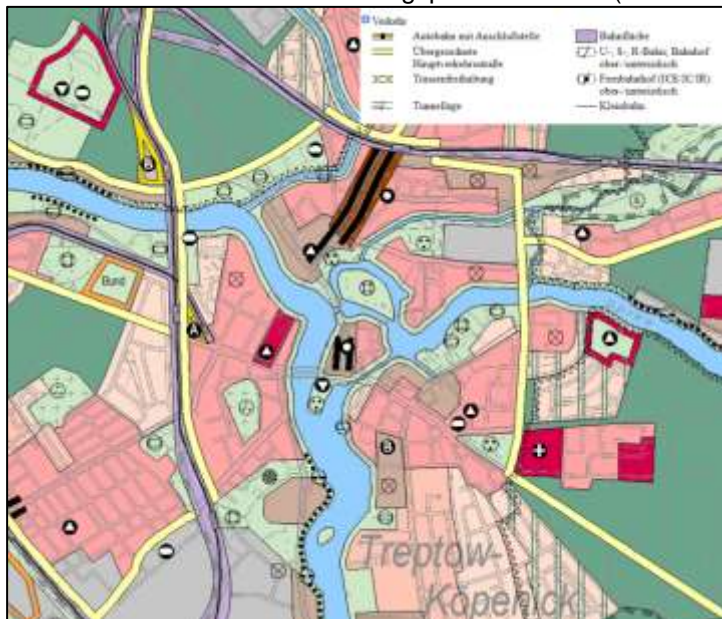 Verkehr
Autobahn mit Anschlußstelle
Übergeordnete
Hauptverkehrsstraße
Trassenfreihaltung
Tunnellage
Bahnfläche
U-, S-, R-Bahn, Bahnhof
ober-/unterirdisch
Fernbahnhof (ICE/IC/IR)
ober-/unterirdisch
Kleinbahn
B
Bund
A
B
Treptow-
Köpenick